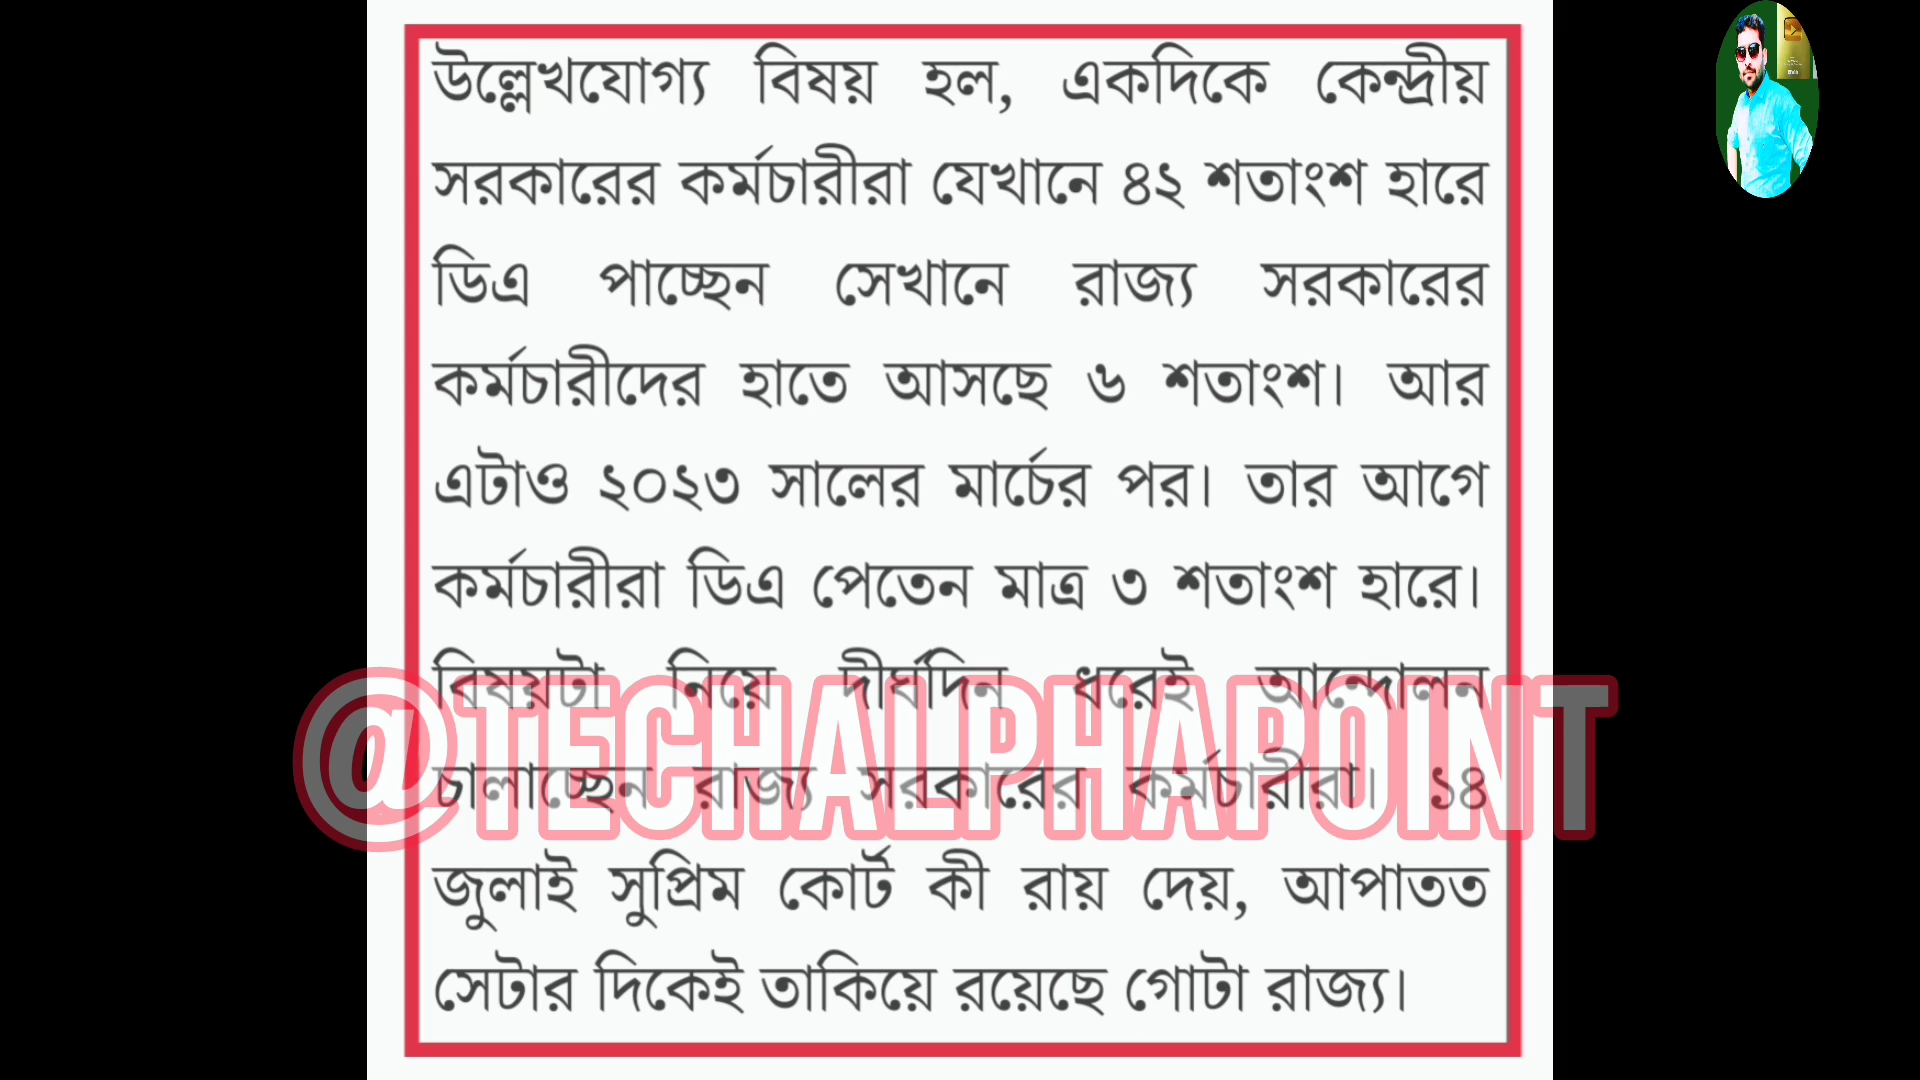 উল্লেখযোগ্য বিষয় হল, একদিকে কেন্দ্রীয়
সরকারের কর্মচারীরা যেখানে ৪২ শতাংশ হারে
ডিএ পাচ্ছেন সেখানে রাজ্য সরকারের
কর্মচারীদের হাতে আসছে ৬ শতাংশ। আর
এটাও ২০২৩ সালের মার্চের পর। তার আগে
কর্মচারীরা ডিএ পেতেন মাত্র ৩ শতাংশ হারে।
বিষয়টা নিয়ে দীর্ঘদিন ধরেই আন্দোলন
চালাচ্ছেন রাজ্য সরকারের কর্মচারীরা। ১৪
@TECHALPHAPOINT
জুলাই সুপ্রিম কোর্ট কী রায় দেয়, আপাতত
সেটার দিকেই তাকিয়ে রয়েছে গোটা রাজ্য।